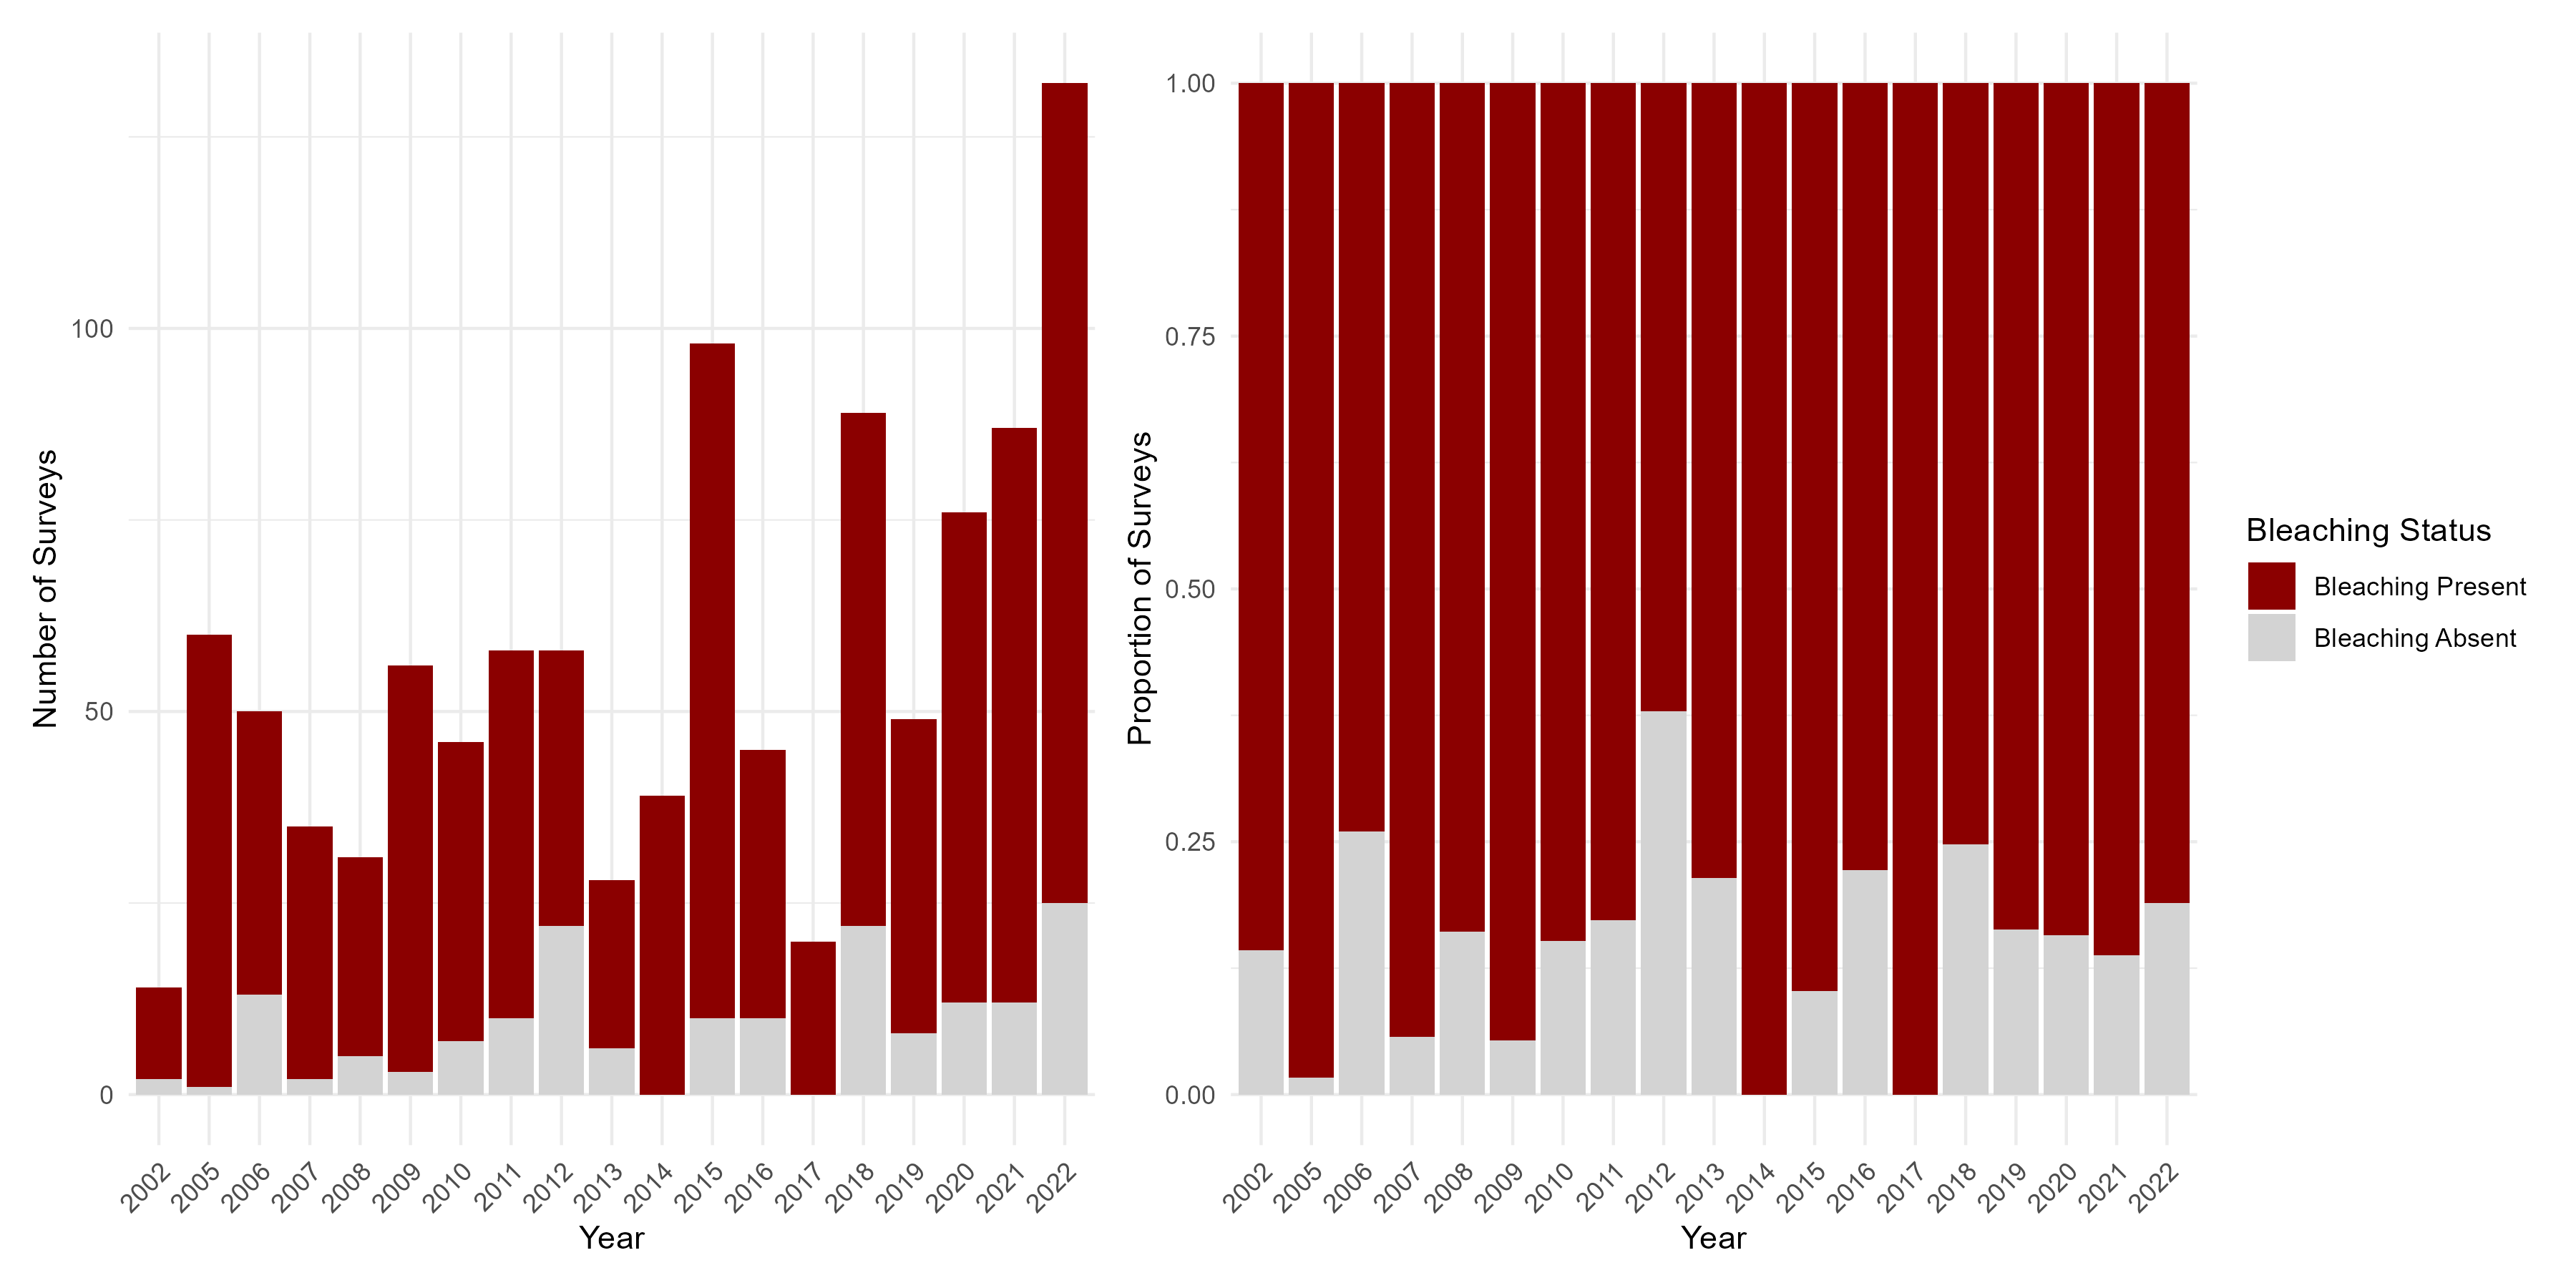 Number of Surveys
100
50
0
2002 2005 2006 2007 2008 2009 2010 2011 2012 2013 2014 2015 2016 2017 2018 2019 2020 2021 2022
Year
Proportion of Surveys
1.00
0.75
0.50
0.25
0.00
2002 2005 2006 2007 2008 2009 2010 2011 2012 2013 2014 2015 2016 2017 2018 2019 2020 2021 2022
Year
Bleaching Status
Bleaching Present
Bleaching Absent